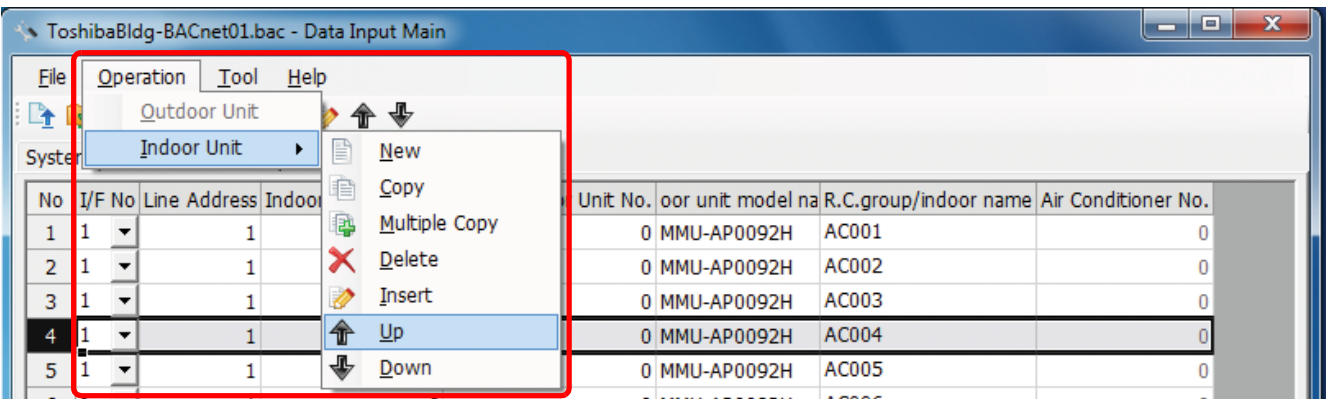 ToshibaBldg-BACnet01.bac - Data Input Main
File Operation Tool Help
Outdoor Unit
Indoor Unit
New
Copy
Multiple Copy
Delete
Insert
Up
Down
No I/F No Line Address Unit No. oor unit model na R.C.group/indoor name Air Conditioner No.
1 1 1 0 MMU-AP0092H AC001 0
2 1 1 0 MMU-AP0092H AC002 0
3 1 1 0 MMU-AP0092H AC003 0
4 1 1 0 MMU-AP0092H AC004 0
5 1 1 0 MMU-AP0092H AC005 0